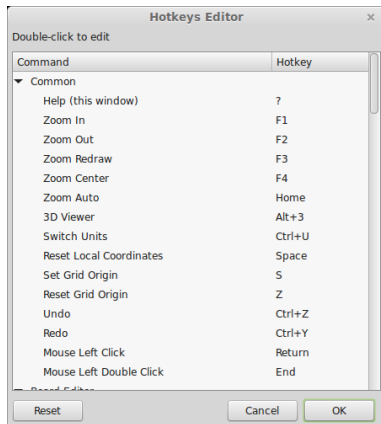 Hotkeys Editor
Double-click to edit
Command Hotkey
Common
Help (this window) ?
Zoom In F1
Zoom Out F2
Zoom Redraw F3
Zoom Center F4
Zoom Auto Home
3D Viewer Alt+3
Switch Units Ctrl+U
Reset Local Coordinates Space
Set Grid Origin S
Reset Grid Origin Z
Undo Ctrl+Z
Redo Ctrl+Y
Mouse Left Click Return
Mouse Left Double Click End
Board Editor
Reset Cancel OK